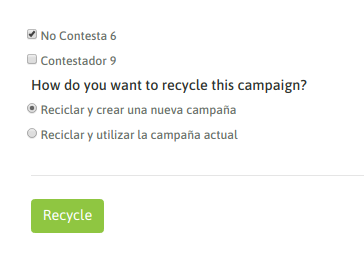 No Contesta 6
Contestador 9
How do you want to recycle this campaign?
Reciclar y crear una nueva campaña
Reciclar y utilizar la campaña actual
Recycle